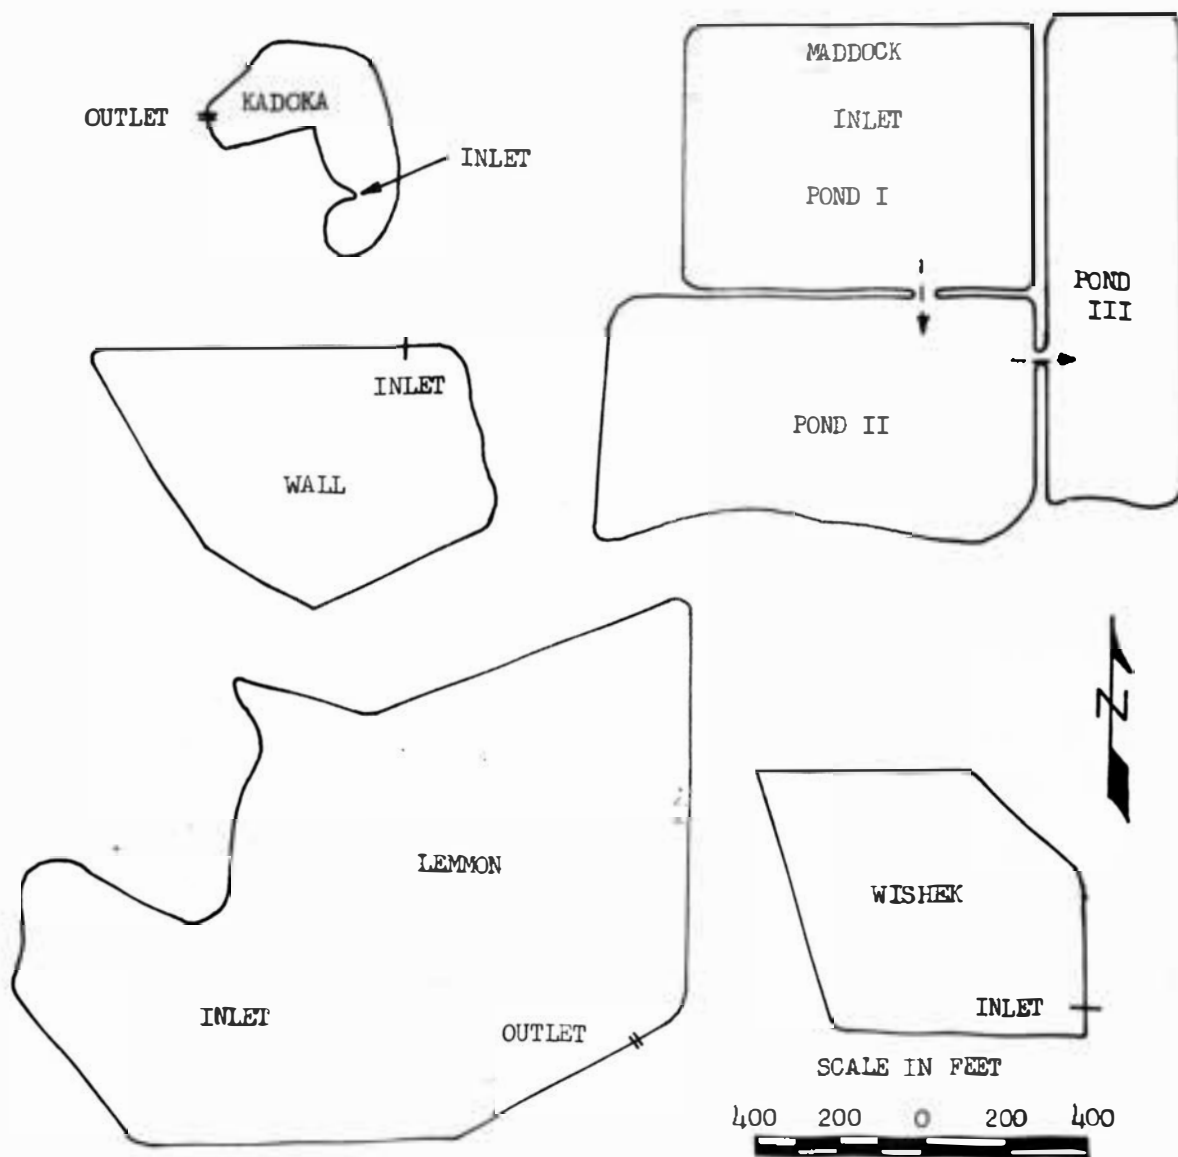 MADDOCK
INLET
POND I
KADOKA
OUTLET
INLET
POND
III
INLET
WALL
POND II
N
LEMMON
WISHEK
INLET
INLET
OUTLET
SCALE IN FEET
400 200 0 200 400